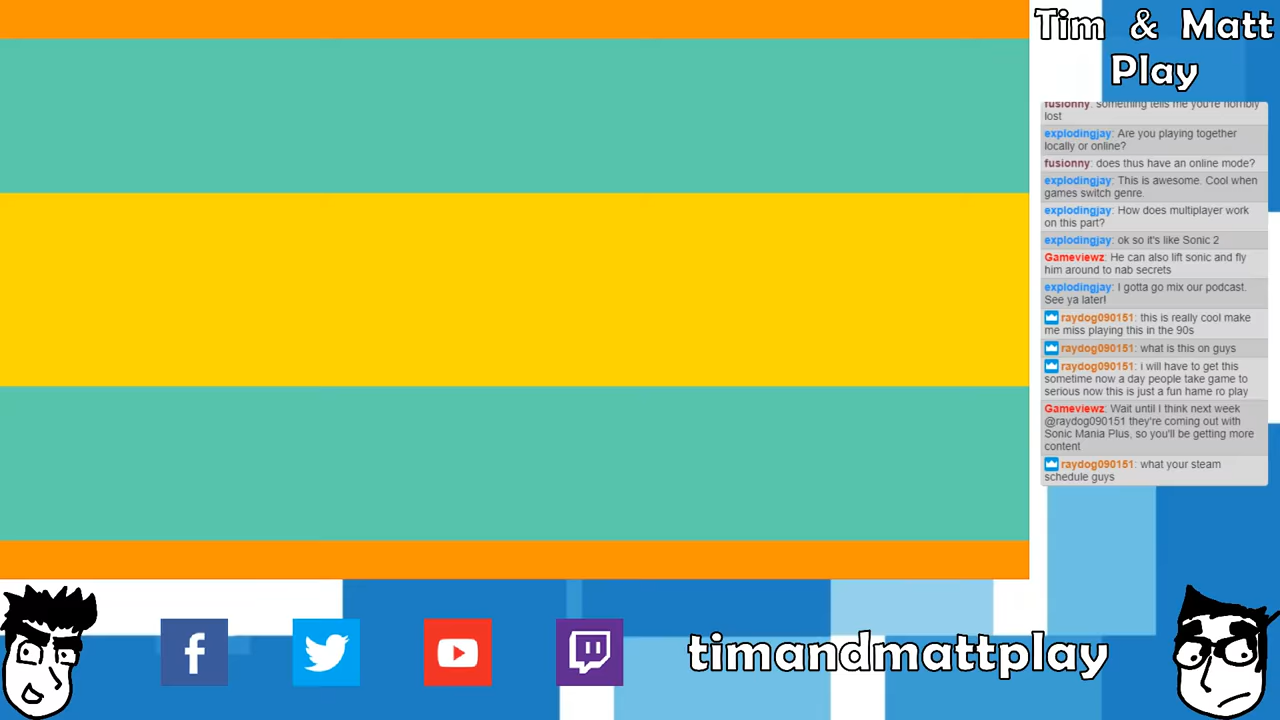 Tim & Matt
Play
fusionny: something tells me you're horribly
lost
explodingjay: Are you playing together
locally or online?
fusionny: does thus have an online mode?
explodingjay: This is awesome. Cool when
games switch genre.
explodingjay: How does multiplayer work
on this part?
explodingjay: ok so it's like Sonic 2
Gameviewz: He can also lift sonic and fly
him around to nab secrets
explodingjay: I gotta go mix our podcast.
See ya later!
raydog090151: this is really cool make
me miss playing this in the 90s
raydog090151: what is this on guys
raydog090151: i will have to get this
sometime now a day people take game to
serious now this is just a fun hame ro play
Gameviewz: Wait until I think next week
@raydog090151 they're coming out with
Sonic Mania Plus, so you'll be getting more
content
raydog090151: what your steam
schedule guys
timandmattplay